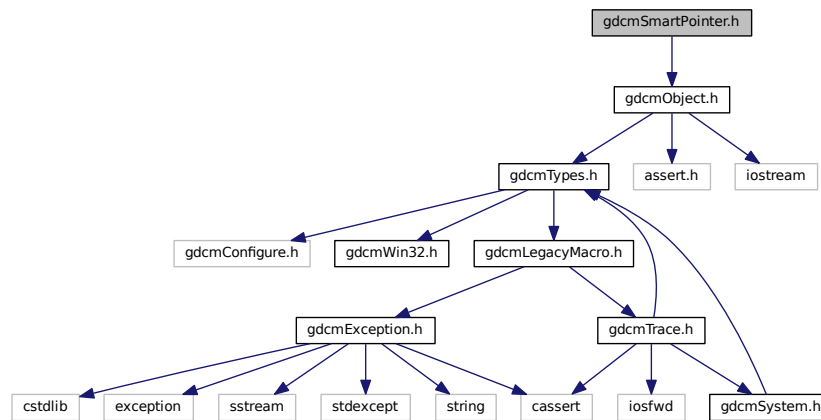 gdcmSmartPointer.h
gdcmObject.h
gdcmTypes.h
assert.h
iostream
gdcmConfigure.h
gdcmWin32.h
gdcmLegacyMacro.h
gdcmException.h
gdcmTrace.h
cstdlib
exception
sstream
stdexcept
string
cassert
iosfwd
gdcmSystem.h